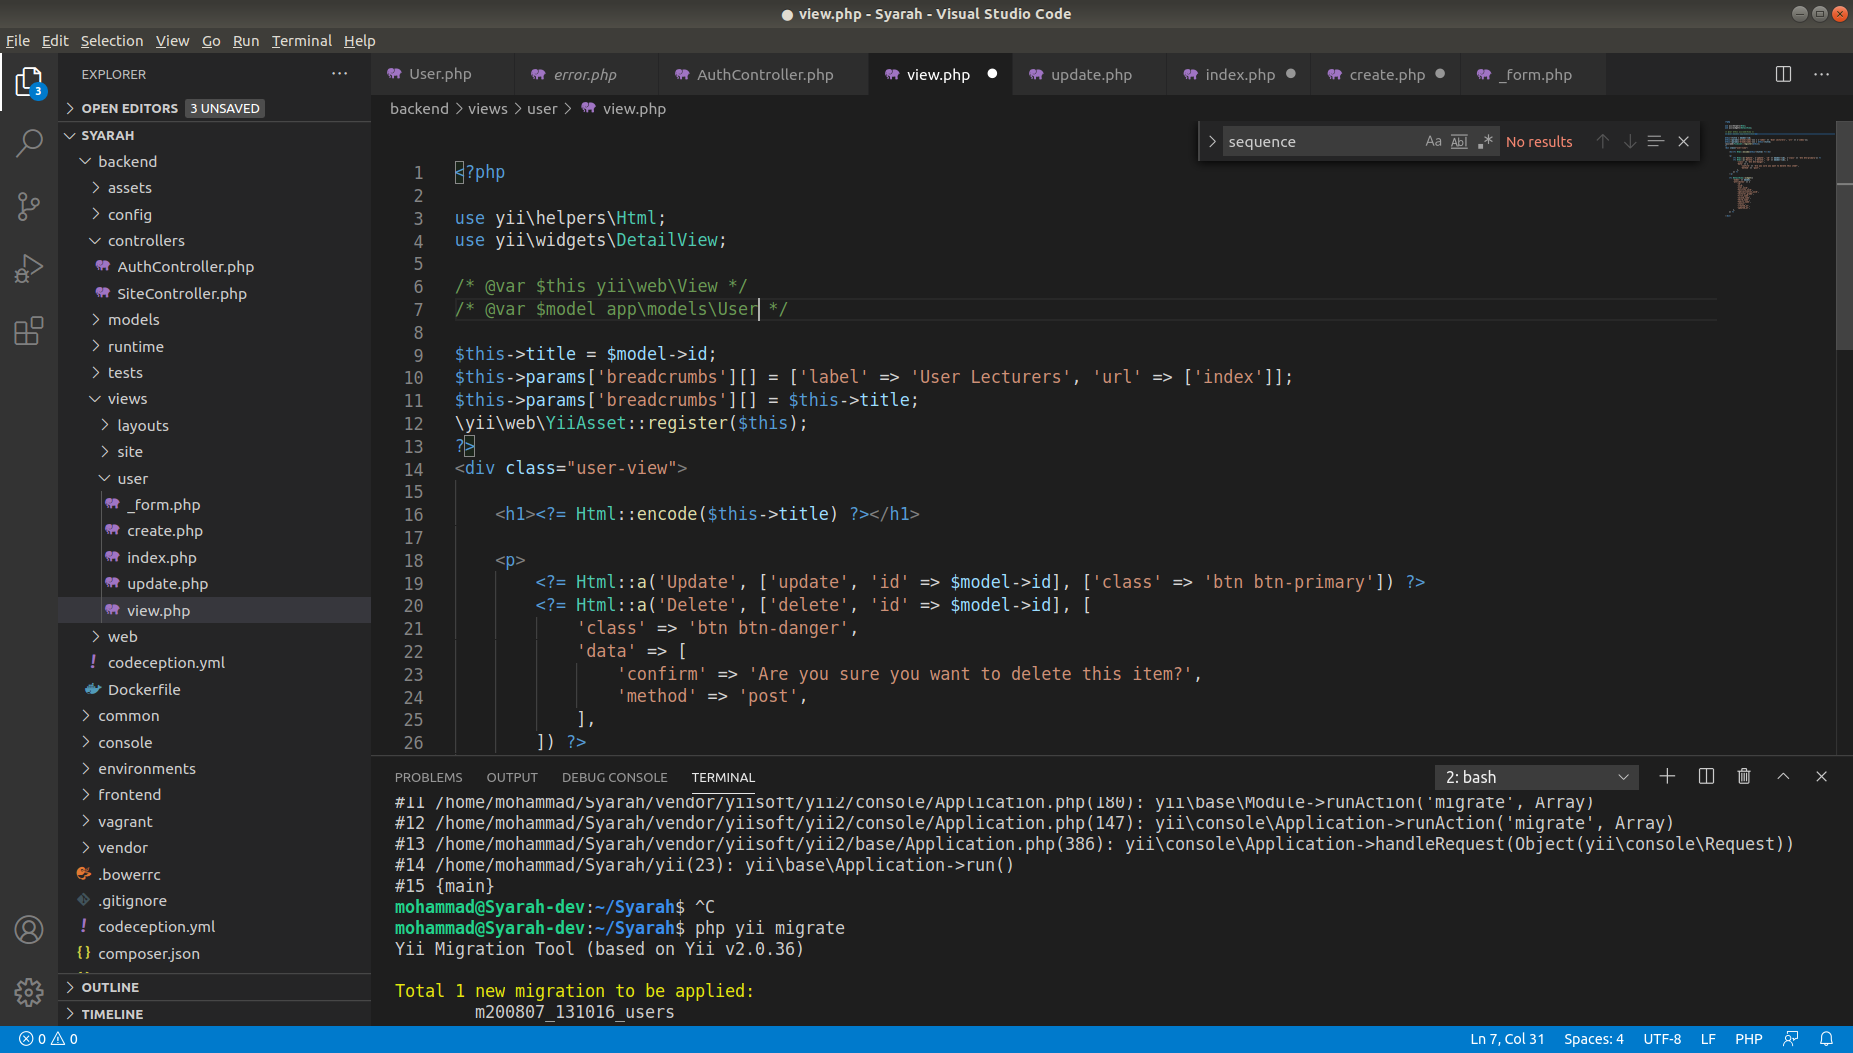 ● view.php - Syarah - Visual Studio Code
File Edit Selection View Go Run Terminal Help
3
EXPLORER ···
OPEN EDITORS 3 UNSAVED
SYARAH
backend
assets
config
controllers
AuthController.php
SiteController.php
models
runtime
tests
views
layouts
site
user
_form.php
create.php
index.php
update.php
view.php
web
! codeception.yml
Dockerfile
common
console
environments
frontend
vagrant
vendor
.bowerrc
.gitignore
! codeception.yml
{} composer.json
OUTLINE
TIMELINE
User.php error.php AuthController.php view.php ● update.php index.php ● create.php ● _form.php
backend > views > user > view.php
sequence Aa Abl .* No results
1 <?php
2
3 use yii\helpers\Html;
4 use yii\widgets\DetailView;
5
6 /* @var $this yii\web\View */
7 /* @var $model app\models\User */
8
9 $this->title = $model->id;
10 $this->params['breadcrumbs'][] = ['label' => 'User Lecturers', 'url' => ['index']];
11 $this->params['breadcrumbs'][] = $this->title;
12 \yii\web\YiiAsset::register($this);
13 ?>
14 <div class="user-view">
15
16 <h1><?= Html::encode($this->title) ?></h1>
17
18 <p>
19 <?= Html::a('Update', ['update', 'id' => $model->id], ['class' => 'btn btn-primary']) ?>
20 <?= Html::a('Delete', ['delete', 'id' => $model->id], [
21 'class' => 'btn btn-danger',
22 'data' => [
23 'confirm' => 'Are you sure you want to delete this item?',
24 'method' => 'post',
25 ],
26 ]) ?>
PROBLEMS OUTPUT DEBUG CONSOLE TERMINAL 2: bash
#11 /home/mohammad/Syarah/vendor/yiisoft/yii2/console/Application.php(180): yii\base\Module->runAction('migrate', Array)
#12 /home/mohammad/Syarah/vendor/yiisoft/yii2/console/Application.php(147): yii\console\Application->runAction('migrate', Array)
#13 /home/mohammad/Syarah/vendor/yiisoft/yii2/base/Application.php(386): yii\console\Application->handleRequest(Object(yii\console\Request))
#14 /home/mohammad/Syarah/yii(23): yii\base\Application->run()
#15 {main}
mohammad@Syarah-dev:~/Syarah$ ^C
mohammad@Syarah-dev:~/Syarah$ php yii migrate
Yii Migration Tool (based on Yii v2.0.36)
Total 1 new migration to be applied:
m200807_131016_users
0 0 Ln 7, Col 31 Spaces: 4 UTF-8 LF PHP